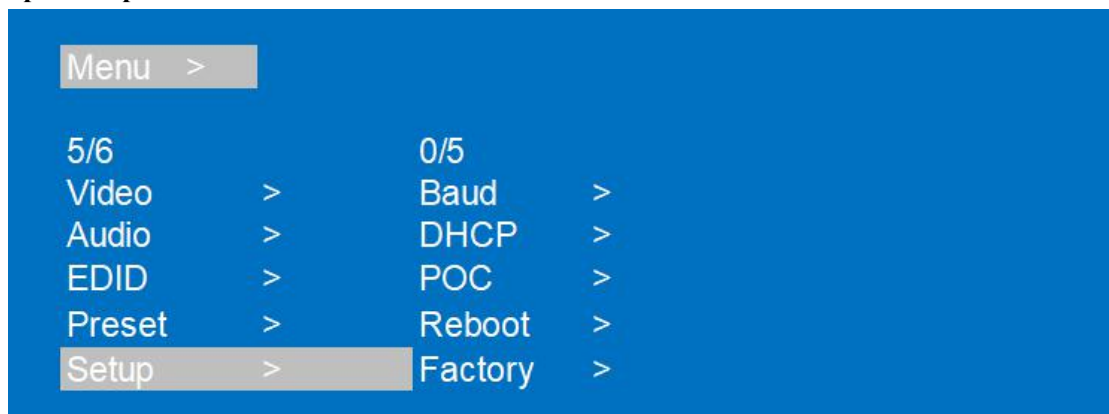 Menu >
5/6 0/5
Video > Baud >
Audio > DHCP >
EDID > POC >
Preset > Reboot >
Setup > Factory >